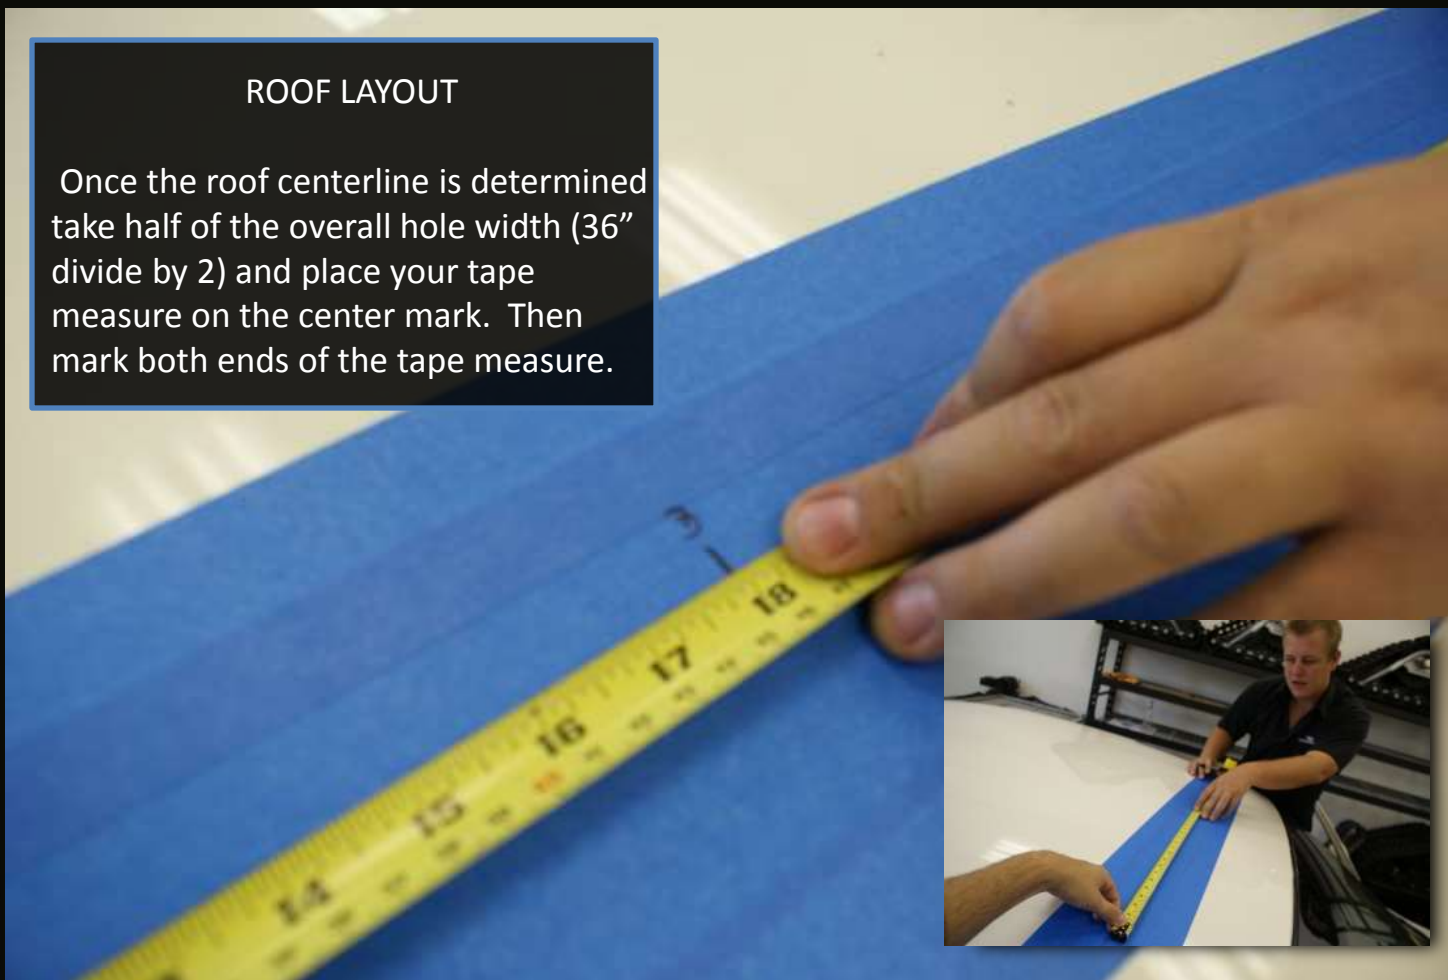 ROOF LAYOUT
Once the roof centerline is determined
take half of the overall hole width (36”
divide by 2) and place your tape
measure on the center mark.  Then
mark both ends of the tape measure.
18
17
16
15
14